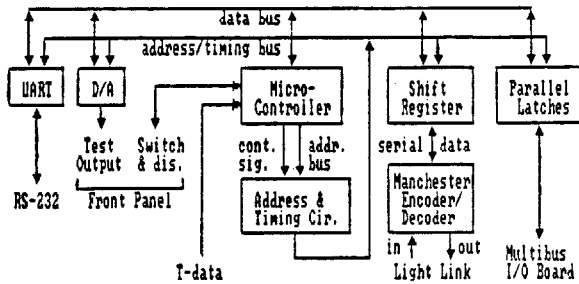 data bus
address/timing bus
UART
D/A
Micro-
Controller
Shift
Register
Parallel
Latches
Test
Output
Switch
& dis.
cont.
sig.
addr.
bus
serial data
RS-232
Front Panel
Address &
Timing Cir.
Manchester
Encoder/
Decoder
in
out
T-data
Light Link
Multibus
I/O Board